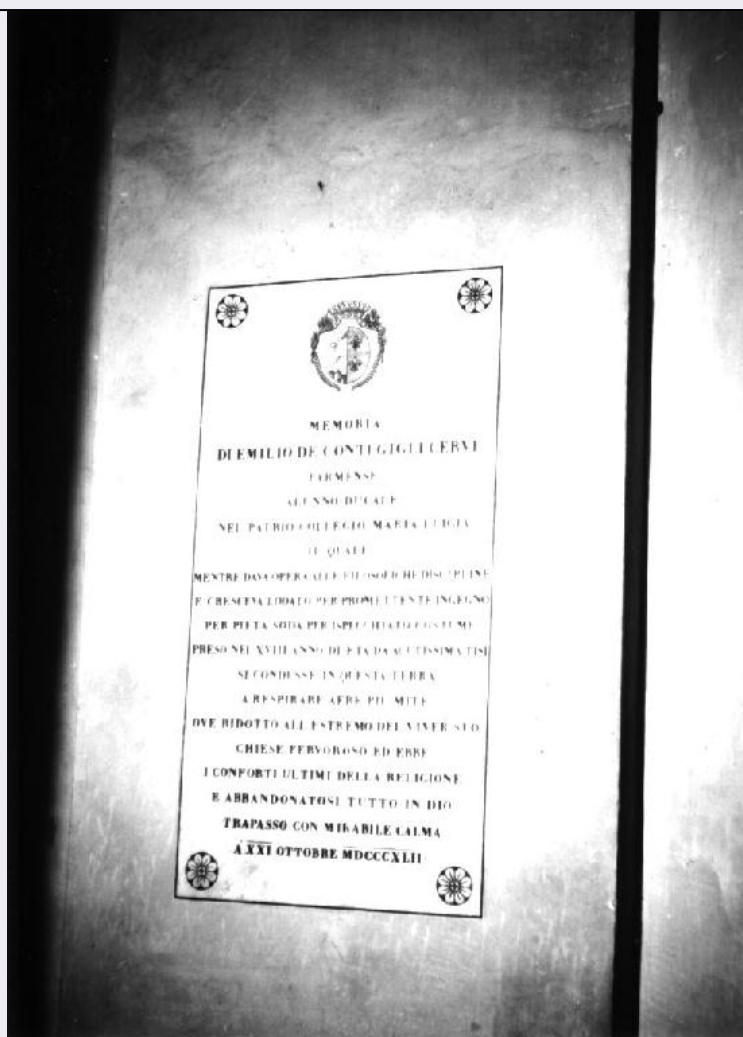 MEMORIA
DI EMILIO DE CONTI GIGLI CERVI
PARMENSE
ALUNNO DUCALE
NEL PATRIO COLLEGIO MARIA LUIGIA
IL QUALE
MENTRE DAVA OPERA ALLE FILOSOFICHE DISCIPLINE
E CRESCEVA LODATO PER PROMETTENTE INGEGNO
PER PIETA SODA PER ISPECCHIATO COSTUME
PRESO NEL XVIII ANNO DI ETA DA ACUTISSIMA TISI
SI CONDUSSE IN QUESTA TERRA
A RESPIRARE AERE PIU MITE
OVE RIDOTTO ALL ESTREMO DEL VIVER SUO
CHIESE FERVOROSO ED EBBE
I CONFORTI ULTIMI DELLA RELIGIONE
E ABBANDONATOSI TUTTO IN DIO
TRAPASSO CON MIRABILE CALMA
A XXI OTTOBRE MDCCCXLII